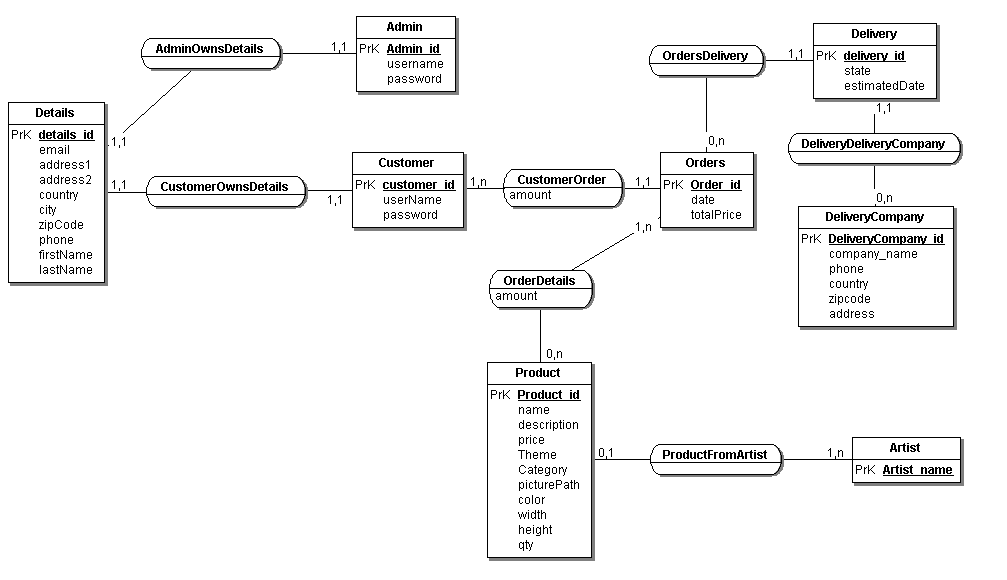 Admin
PrK Admin_id
username
password
AdminOwnsDetails
1,1
1,1
Details
PrK details_id
email
address1
address2
country
city
zipCode
phone
firstName
lastName
1,1
CustomerOwnsDetails
1,1
Customer
PrK customer_id
userName
password
1,n
CustomerOrder
amount
1,1
Orders
PrK Order_id
date
totalPrice
0,n
OrdersDelivery
1,1
Delivery
PrK delivery_id
state
estimatedDate
1,1
DeliveryDeliveryCompany
0,n
DeliveryCompany
PrK DeliveryCompany_id
company_name
phone
country
zipcode
address
1,n
OrderDetails
amount
0,n
Product
PrK Product_id
name
description
price
Theme
Category
picturePath
color
width
height
qty
0,1
ProductFromArtist
1,n
Artist
PrK Artist_name